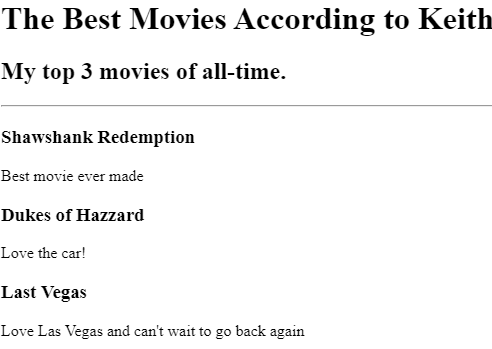 The Best Movies According to Keith
My top 3 movies of all-time.
Shawshank Redemption
Best movie ever made
Dukes of Hazzard
Love the car!
Last Vegas
Love Las Vegas and can't wait to go back again